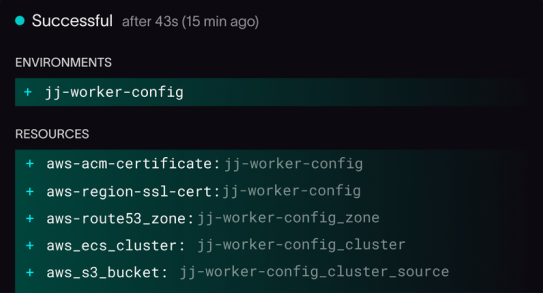 Successful after 43s (15 min ago)
ENVIRONMENTS
+ jj-worker-config
RESOURCES
+ aws-acm-certificate: jj-worker-config
+ aws-region-ssl-cert: jj-worker-config
+ aws-route53_zone: jj-worker-config_zone
+ aws_ecs_cluster: jj-worker-config_cluster
+ aws_s3_bucket: jj-worker-config_cluster_source